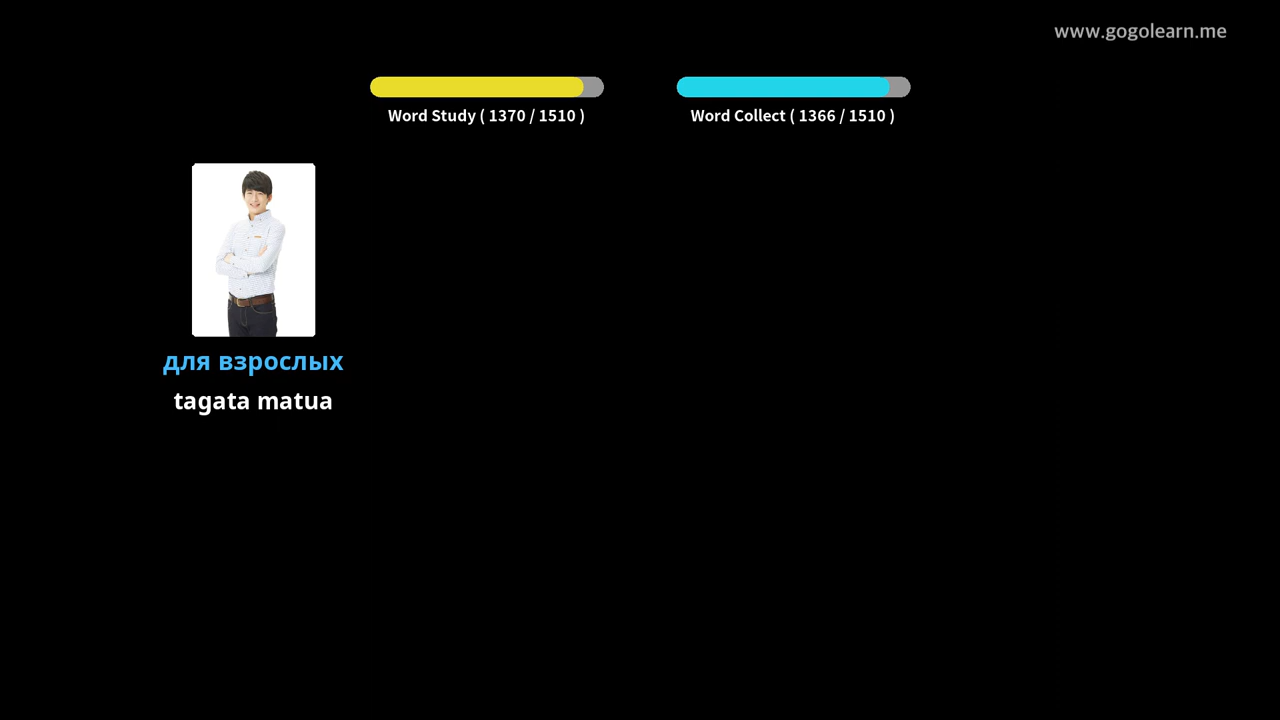 www.gogolearn.me
Word Study ( 1370 / 1510 )
Word Collect ( 1366 / 1510 )
для взрослых
tagata matua